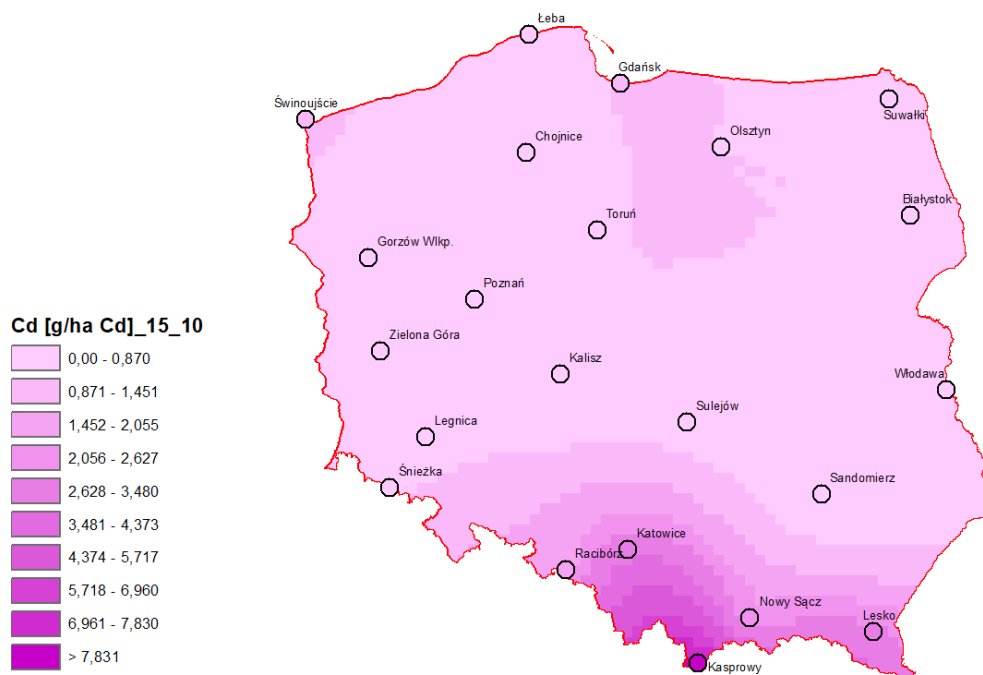 Łeba
Gdańsk
Świnoujście
Suwałki
Chojnice
Olsztyn
Białystok
Toruń
Gorzów Wlkp.
Poznań
Zielona Góra
Kalisz
Włodawa
Sulejów
Legnica
Śnieżka
Sandomierz
Katowice
Racibórz
Nowy Sącz
Lesko
Kasprowy
Cd [g/ha Cd]_15_10
0,00 - 0,870
0,871 - 1,451
1,452 - 2,055
2,056 - 2,627
2,628 - 3,480
3,481 - 4,373
4,374 - 5,717
5,718 - 6,960
6,961 - 7,830
> 7,831